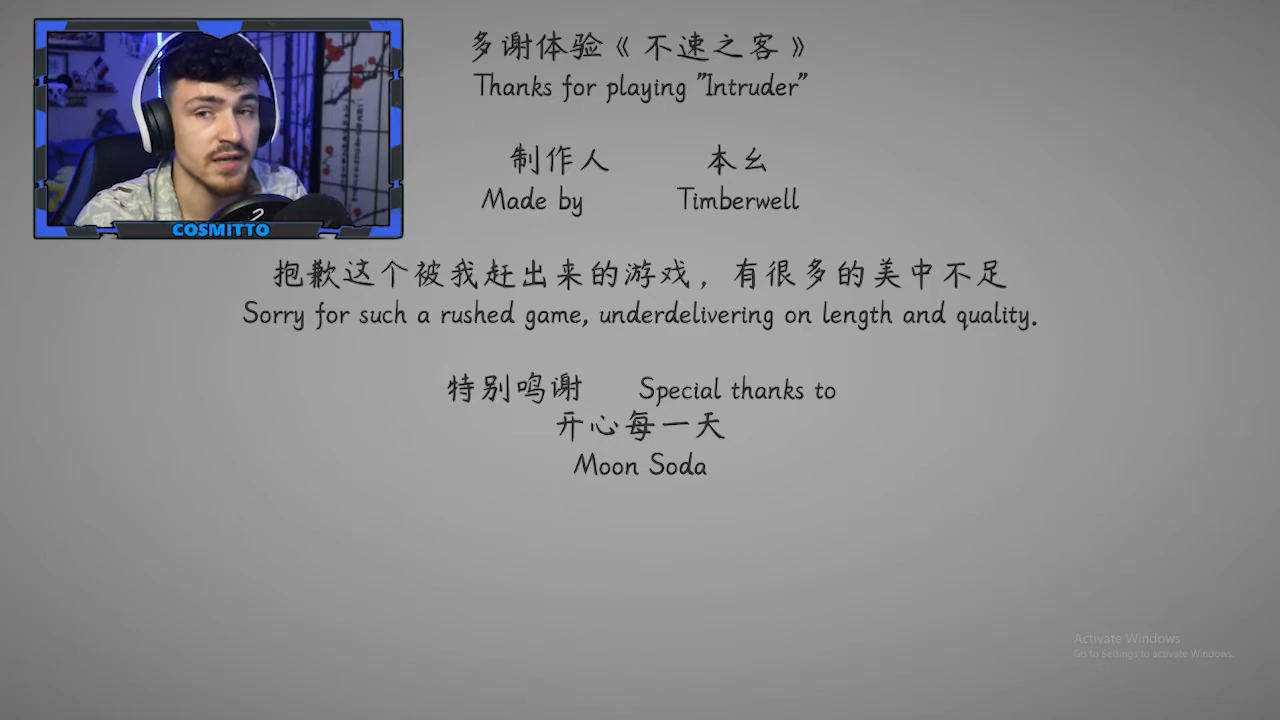 多谢体验《不速之客》
Thanks for playing "Intruder"
制作人 本幺
Made by Timberwell
COSMITTO
抱歉这个被我赶出来的游戏，有很多的美中不足
Sorry for such a rushed game, underdelivering on length and quality.
特别鸣谢 Special thanks to
开心每一天
Moon Soda
Activate Windows
Go to Settings to activate Windows.